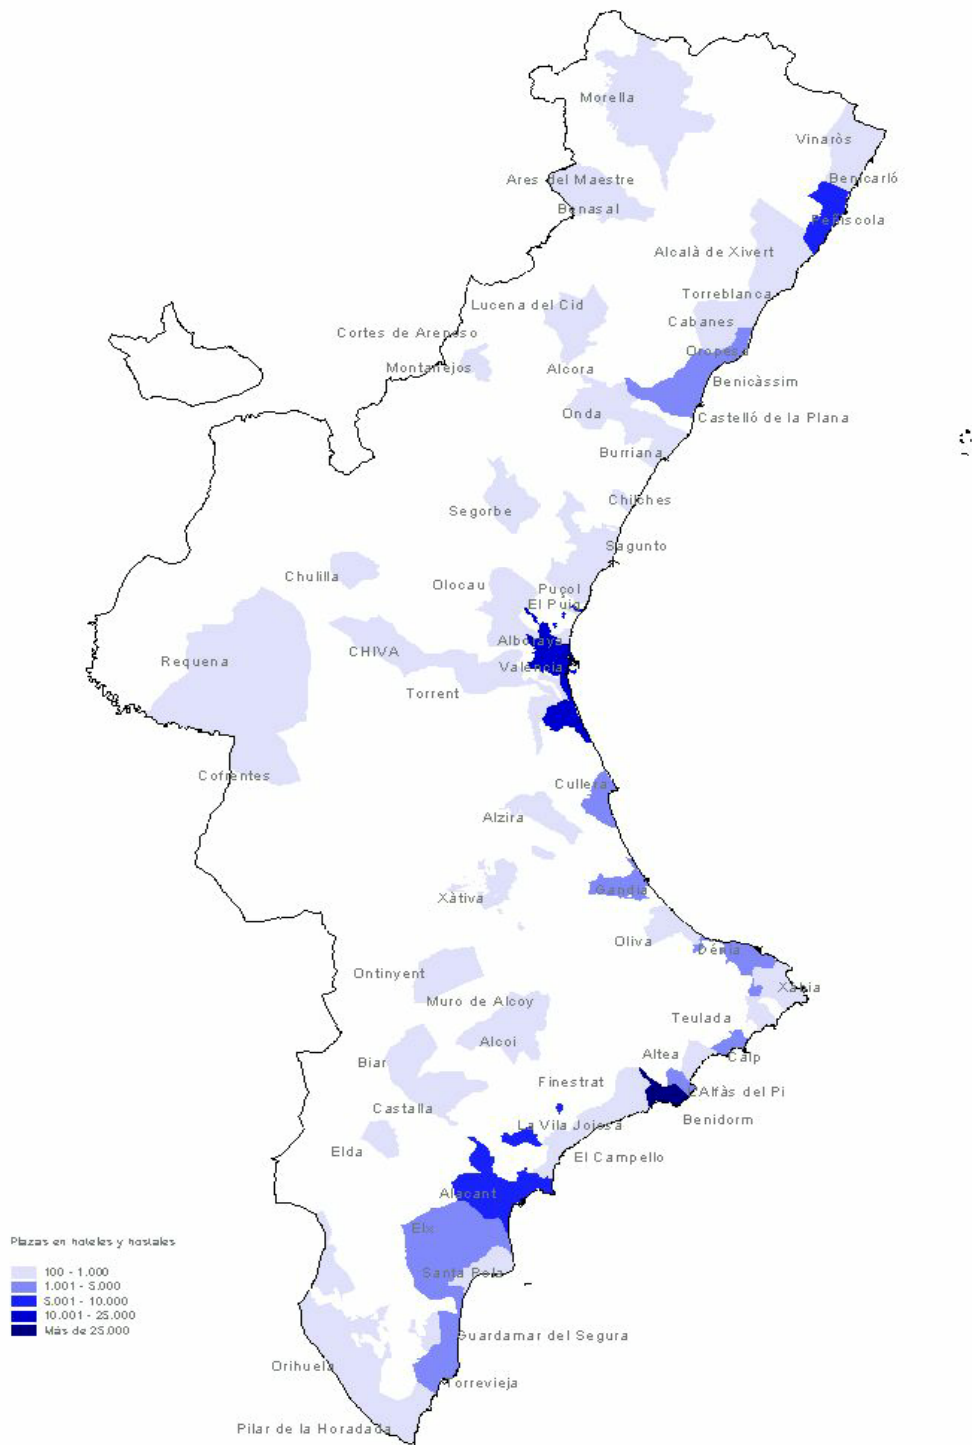 Morella
Vinaròs
Ares del Maestre
Benicarló
Benasal
Peñíscola
Alcalà de Xivert
Torreblanca
Lucena del Cid
Cabanes
Cortes de Arenoso
Oropesa
Montanejos
Alcora
Benicàssim
Onda
Castelló de la Plana
Burriana
Segorbe
Chilches
Sagunto
Chulilla
Olocau
Puçol
El Puig
Alboraya
Requena
CHIVA
València
Torrent
Cofrentes
Cullera
Alzira
Xàtiva
Gandia
Oliva
Dénia
Ontinyent
Xàbia
Muro de Alcoy
Teulada
Alcoi
Biar
Altea
Calp
Finestrat
L'Alfàs del Pi
Castalla
La Vila Joiosa
Benidorm
Elda
El Campello
Alacant
Elx
Plazas en hoteles y hostales
100 - 1.000
Santa Pola
1.001 - 5.000
5.001 - 10.000
10.001 - 25.000
Más de 25.000
Guardamar del Segura
Orihuela
Torrevieja
Pilar de la Horadada